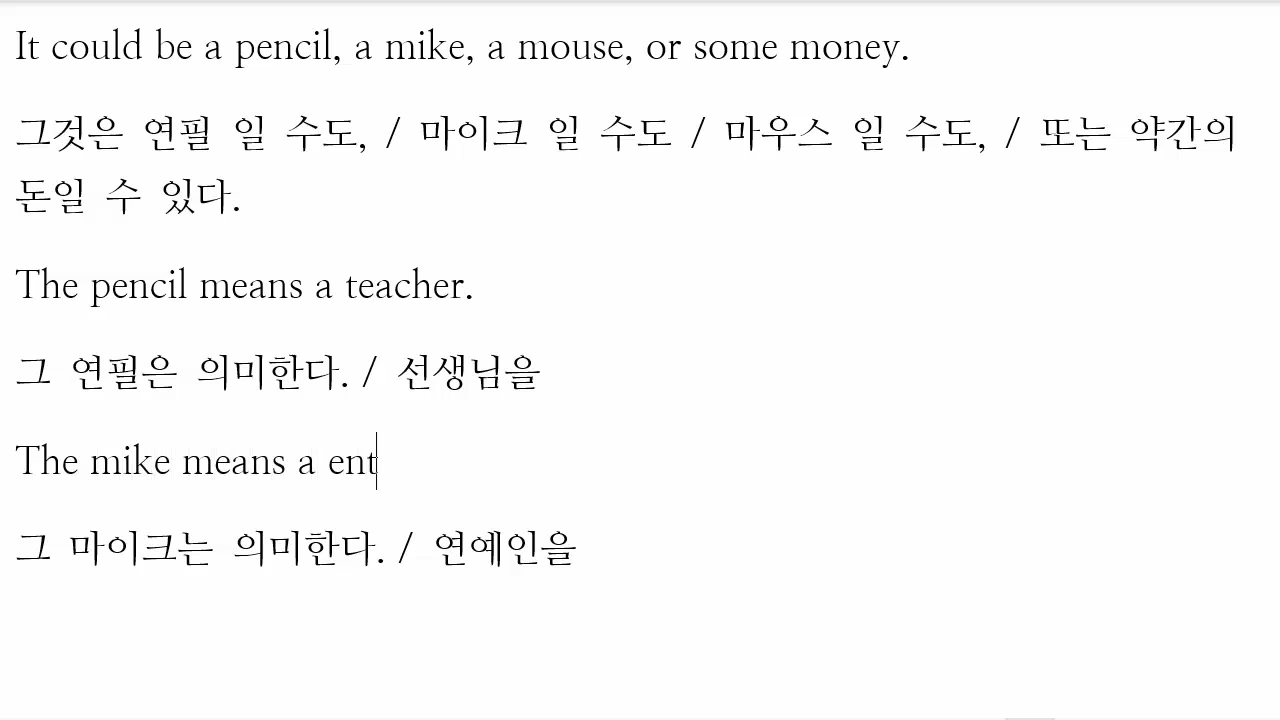 It could be a pencil, a mike, a mouse, or some money.
그것은 연필 일 수도, / 마이크 일 수도 / 마우스 일 수도, / 또는 약간의
돈일 수 있다.
The pencil means a teacher.
그 연필은 의미한다. / 선생님을
The mike means a ent
그 마이크는 의미한다. / 연예인을